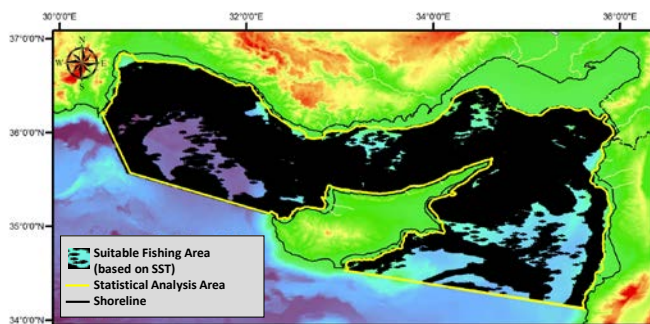 30°0'0"E 32°0'0"E 34°0'0"E 36°0'0"E
37°0'0"N
N
W E
S
36°0'0"N
35°0'0"N
34°0'0"N
Suitable Fishing Area
(based on SST)
Statistical Analysis Area
Shoreline